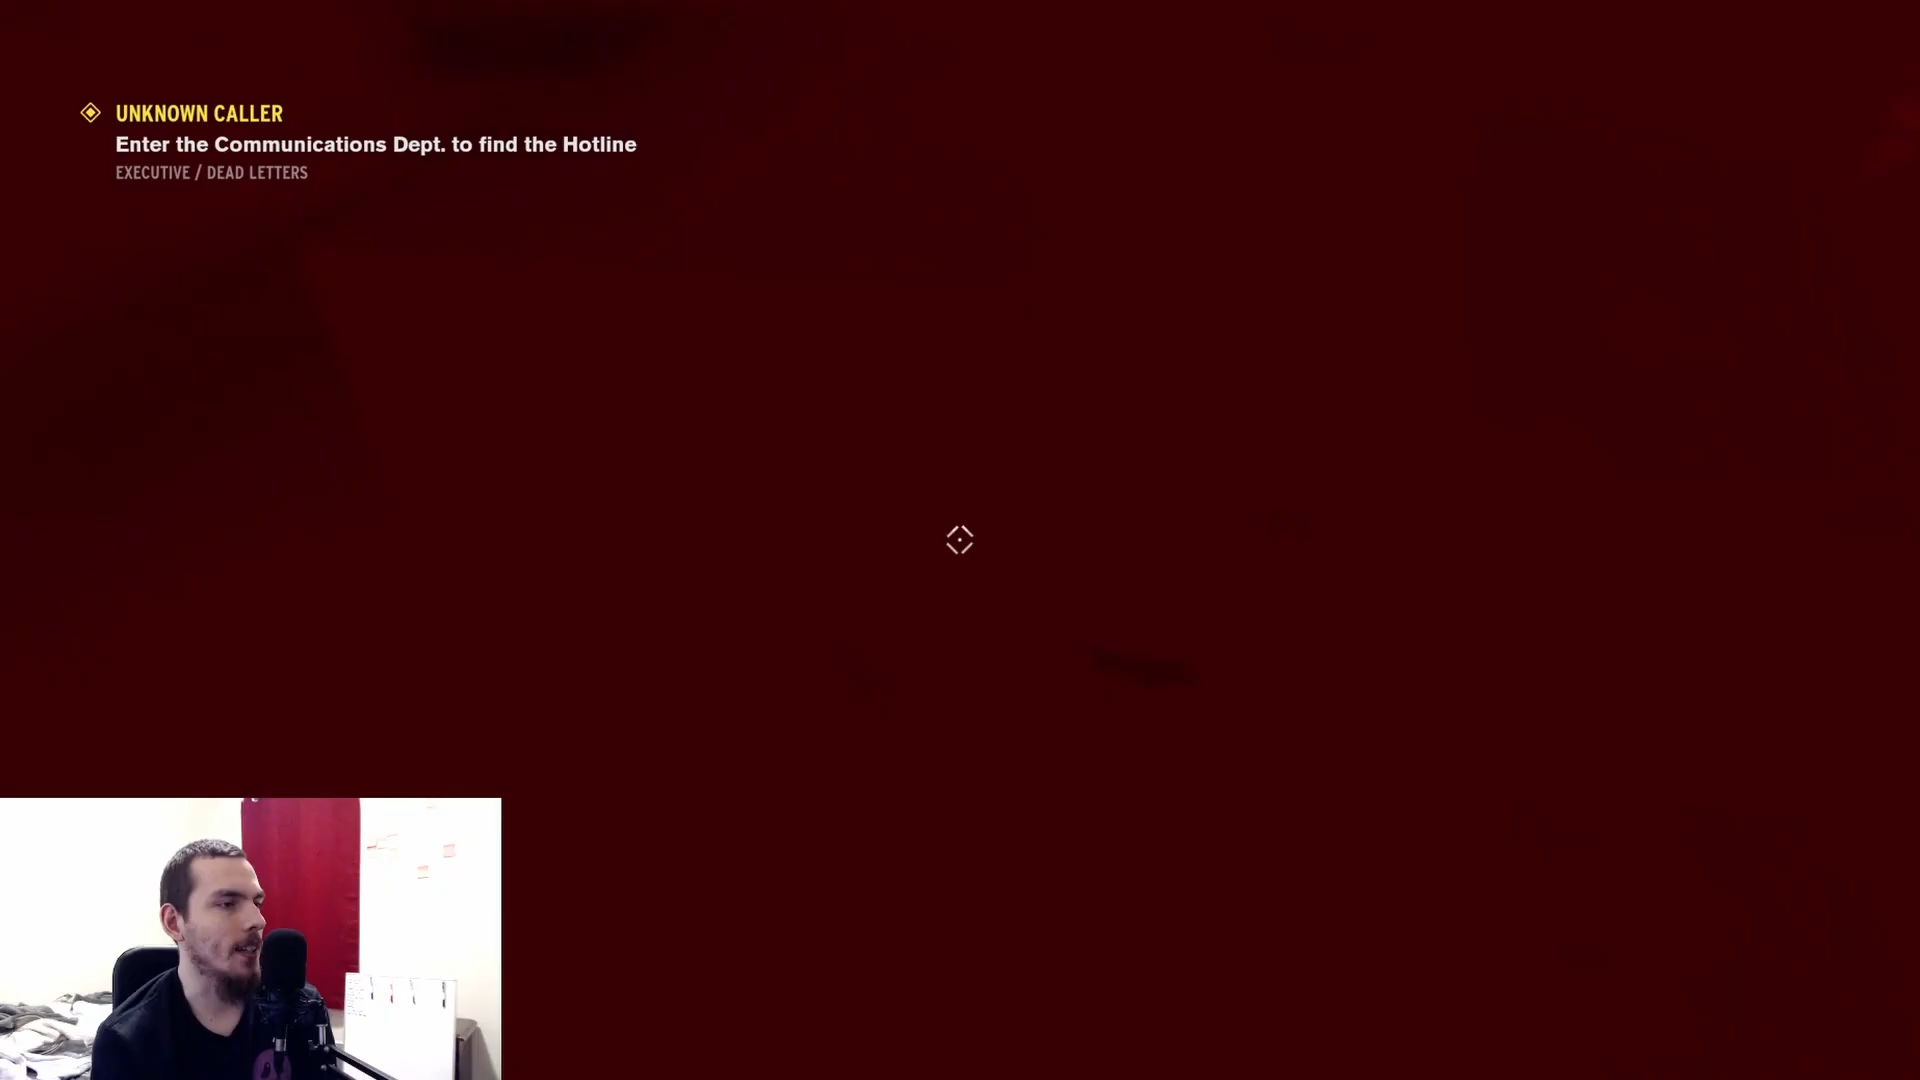 UNKNOWN CALLER
Enter the Communications Dept. to find the Hotline
EXECUTIVE / DEAD LETTERS